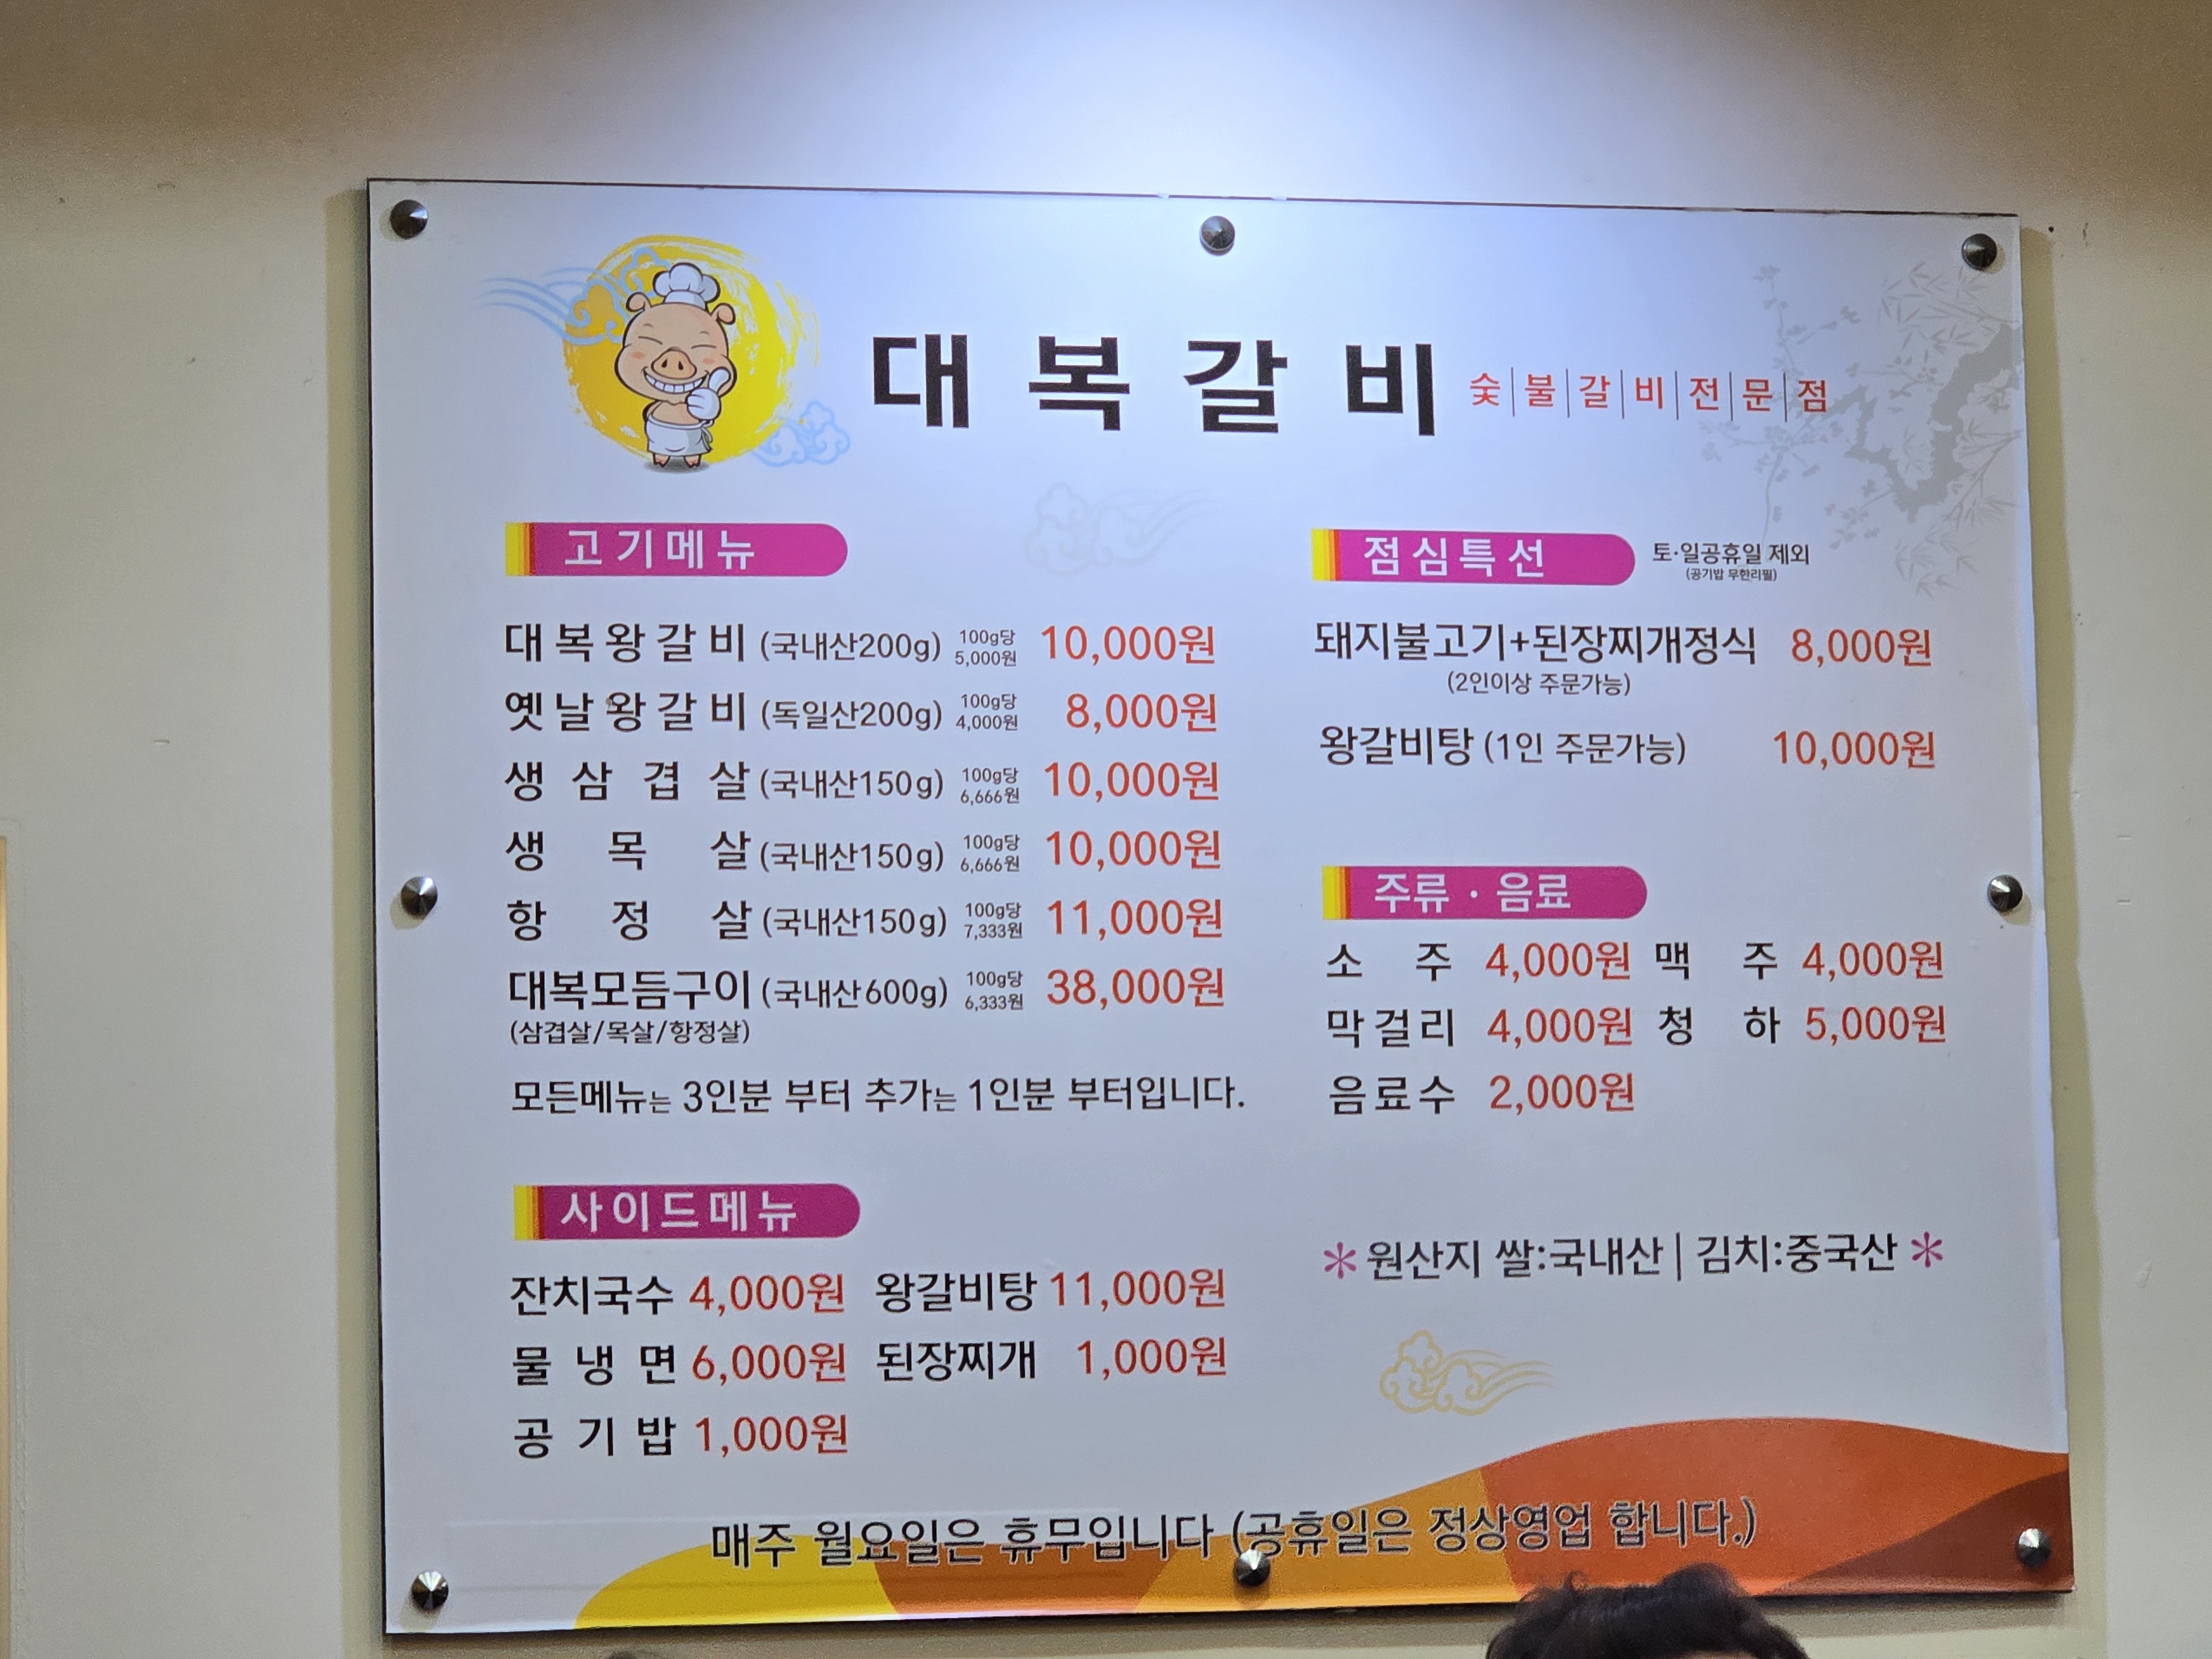 대복갈비 숯|불|갈|비|전|문|점
고기메뉴
대복왕갈비 (국내산200g) 100g당 5,000원 10,000원
옛날왕갈비 (독일산200g) 100g당 4,000원 8,000원
생삼겹살 (국내산150g) 100g당 6,666원 10,000원
생목살 (국내산150g) 100g당 6,666원 10,000원
항정살 (국내산150g) 100g당 7,333원 11,000원
대복모듬구이 (국내산600g) 100g당 6,333원 38,000원
(삼겹살/목살/항정살)
모든메뉴는 3인분 부터 추가는 1인분 부터입니다.
사이드메뉴
잔치국수 4,000원 왕갈비탕 11,000원
물냉면 6,000원 된장찌개 1,000원
공기밥 1,000원
점심특선 토·일공휴일 제외
(공기밥 무한리필)
돼지불고기+된장찌개정식 8,000원
(2인이상 주문가능)
왕갈비탕 (1인 주문가능) 10,000원
주류 · 음료
소주 4,000원 맥주 4,000원
막걸리 4,000원 청하 5,000원
음료수 2,000원
* 원산지 쌀:국내산 | 김치:중국산 *
매주 월요일은 휴무입니다 (공휴일은 정상영업 합니다.)